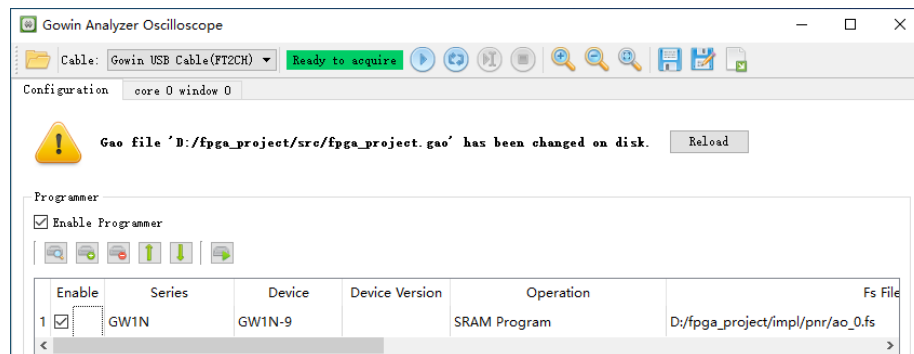 Gowin Analyzer Oscilloscope
Cable: Gowin USB Cable(FT2CH) Ready to acquire
Configuration core 0 window 0
Gao file 'D:/fpga_project/src/fpga_project.gao' has been changed on disk. Reload
Programmer
Enable Programmer
Enable Series Device Device Version Operation Fs File
1 GW1N GW1N-9 SRAM Program D:/fpga_project/impl/pnr/ao_0.fs